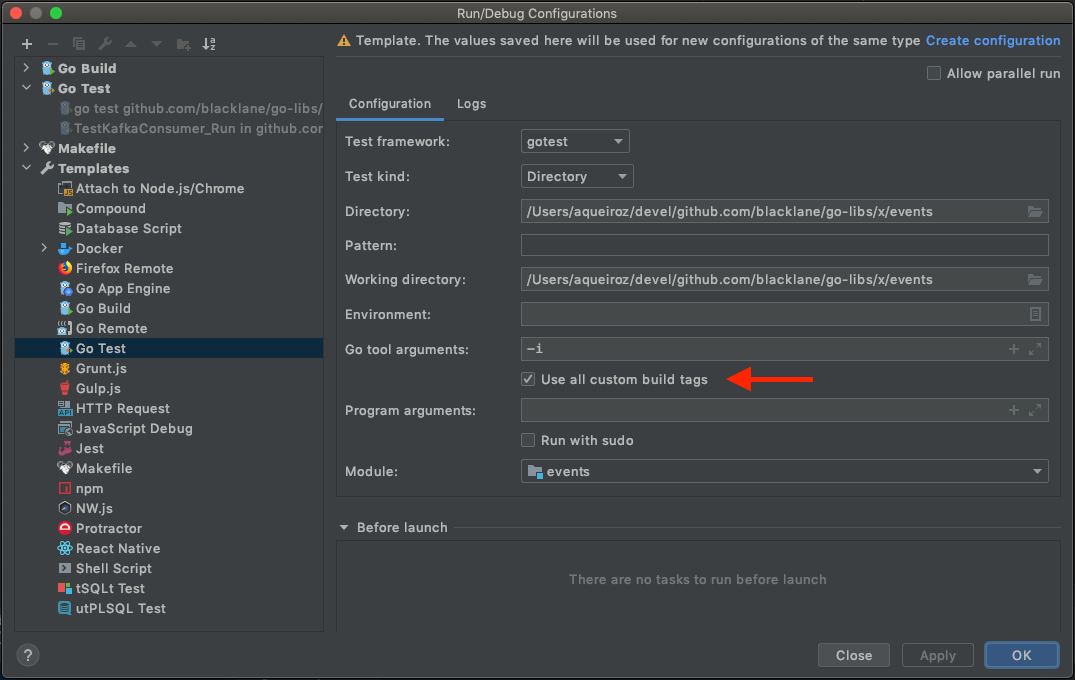 Run/Debug Configurations
Template. The values saved here will be used for new configurations of the same type Create configuration
Allow parallel run
Go Build
Go Test
go test github.com/blacklane/go-libs/
TestKafkaConsumer_Run in github.cor
Makefile
Templates
Attach to Node.js/Chrome
Compound
Database Script
Docker
Firefox Remote
Go App Engine
Go Build
Go Remote
Go Test
Grunt.js
Gulp.js
HTTP Request
JavaScript Debug
Jest
Makefile
npm
NW.js
Protractor
React Native
Shell Script
tSQLt Test
utPLSQL Test
Configuration Logs
Test framework: gotest
Test kind: Directory
Directory: /Users/aqueiroz/devel/github.com/blacklane/go-libs/x/events
Pattern:
Working directory: /Users/aqueiroz/devel/github.com/blacklane/go-libs/x/events
Environment:
Go tool arguments: -i
Use all custom build tags
Program arguments:
Run with sudo
Module: events
Before launch
There are no tasks to run before launch
? Close Apply OK